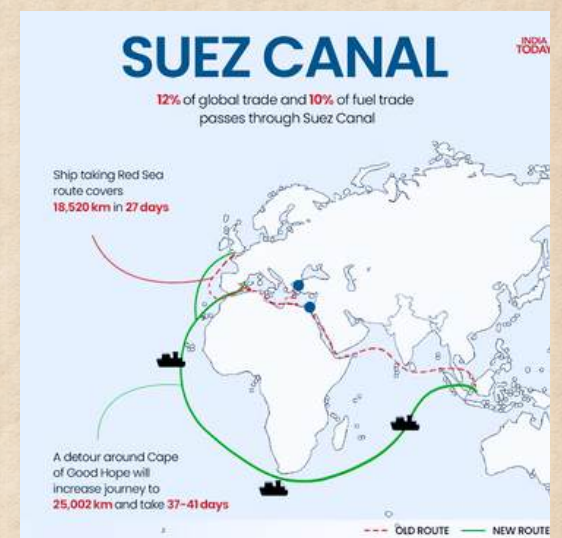 SUEZ CANAL
INDIA
TODAY
12% of global trade and 10% of fuel trade
passes through Suez Canal
Ship taking Red Sea
route covers
18,520 km in 27 days
A detour around Cape
of Good Hope will
increase journey to
25,002 km and take 37-41 days
OLD ROUTE
NEW ROUTE